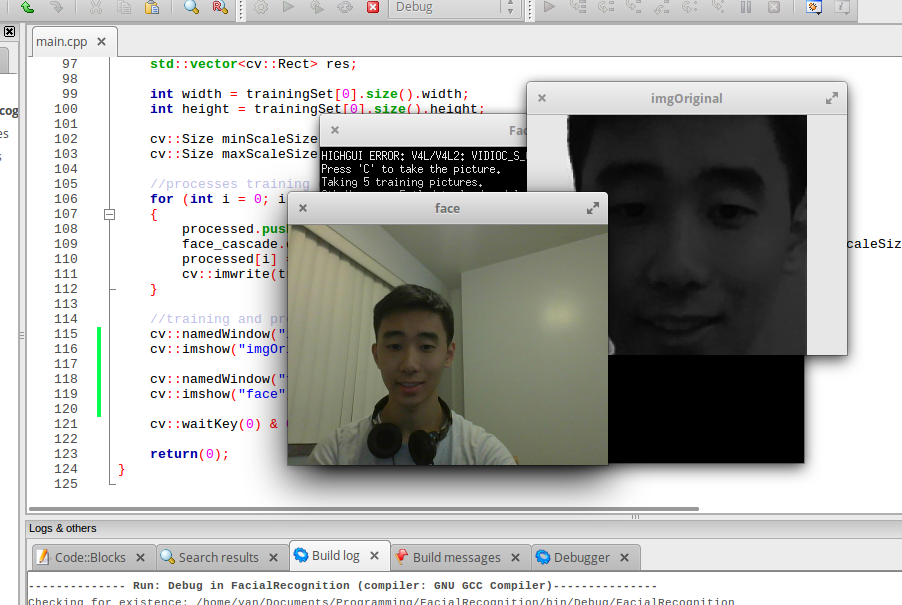 Debug
main.cpp
97 std::vector<cv::Rect> res;
98
99 int width = trainingSet[0].size().width;
100 int height = trainingSet[0].size().height;
101
102 cv::Size minScaleSize
103 cv::Size maxScaleSize
104
105 //processes training
106 for (int i = 0; i
107 {
108 processed.pus
109 face_cascade. caleSiz
110 processed[i]
111 cv::imwrite(t
112 }
113
114 //training and pr
115 cv::namedWindow("
116 cv::imshow("imgOr
117
118 cv::namedWindow("
119 cv::imshow("face"
120
121 cv::waitKey(0) &
122
123 return(0);
124 }
125
cog
es
s
imgOriginal
Fac
HIGHGUI ERROR: V4L/V4L2: VIDIOC_S_
Press 'C' to take the picture.
Taking 5 training pictures.
face
Logs & others
Code::Blocks
Search results
Build log
Build messages
Debugger
-------------- Run: Debug in FacialRecognition (compiler: GNU GCC Compiler)---------------
Checking for existence: /home/yan/Documents/Programming/FacialRecognition/bin/Debug/FacialRecognition